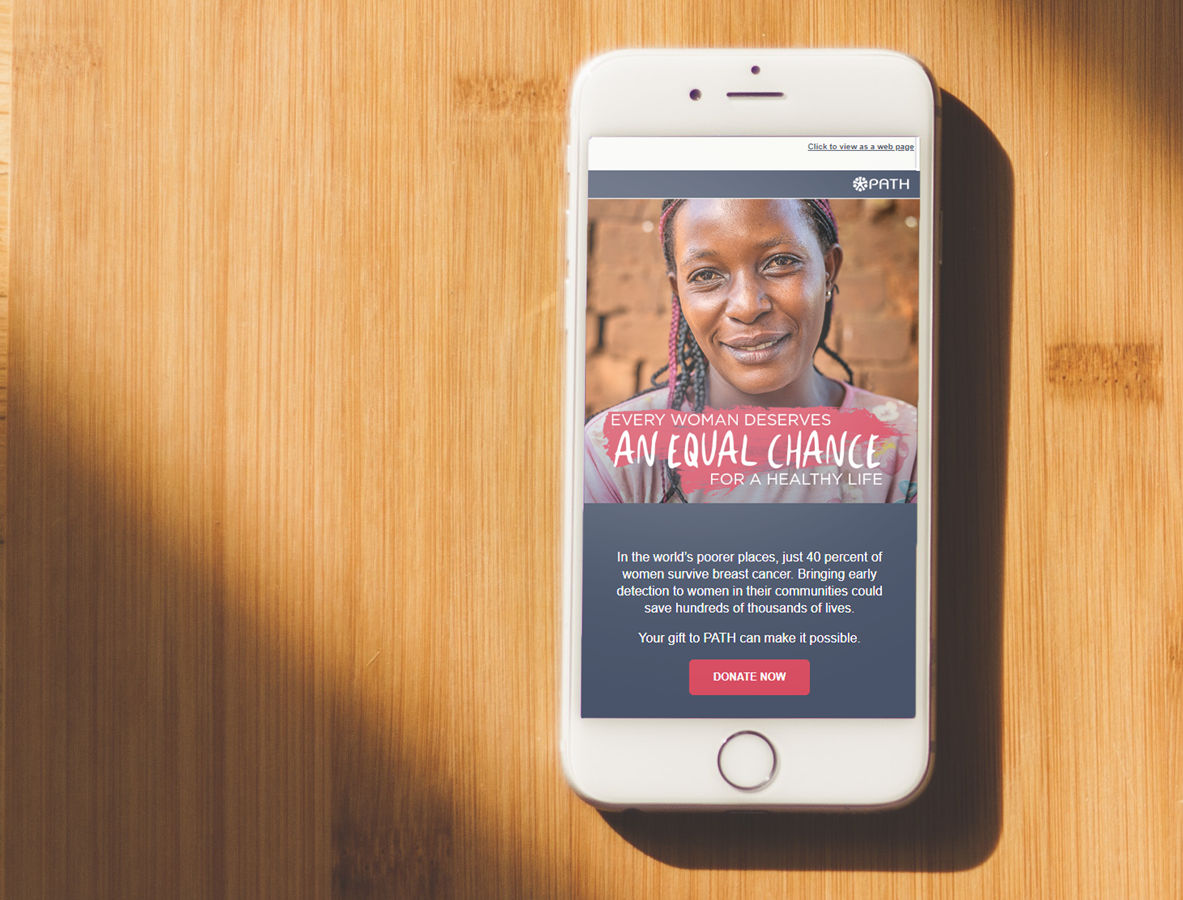 Click to view as a web page
PATH
EVERY WOMAN DESERVES
AN EQUAL CHANCE
FOR A HEALTHY LIFE
In the world's poorer places, just 40 percent of
women survive breast cancer. Bringing early
detection to women in their communities could
save hundreds of thousands of lives.
Your gift to PATH can make it possible.
DONATE NOW